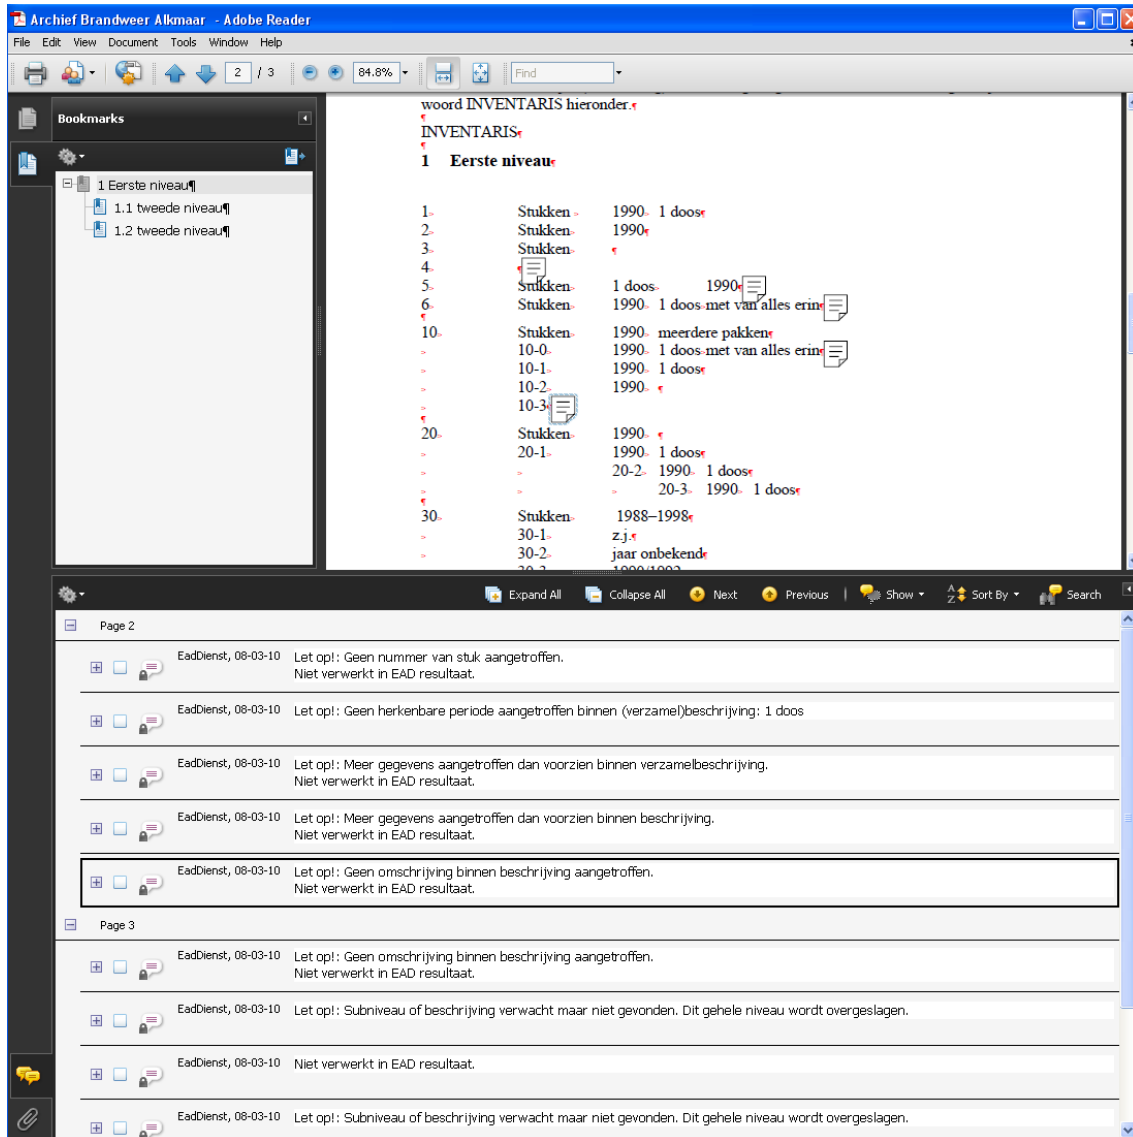 Archief Brandweer Alkmaar - Adobe Reader
File Edit View Document Tools Window Help
2 / 3 84.8% Find
Bookmarks
1 Eerste niveau¶
1.1 tweede niveau¶
1.2 tweede niveau¶
woord INVENTARIS hieronder.¶
¶
INVENTARIS¶
¶
1 Eerste niveau¶
1 Stukken 1990 1 doos¶
2 Stukken 1990¶
3 Stukken ¶
4 ¶
5 Stukken 1 doos 1990¶
6 Stukken 1990 1 doos met van alles erin¶
¶
10 Stukken 1990 meerdere pakken¶
10-0 1990 1 doos met van alles erin¶
10-1 1990 1 doos¶
10-2 1990 ¶
10-3¶
¶
20 Stukken 1990 ¶
20-1 1990 1 doos¶
20-2 1990 1 doos¶
20-3 1990 1 doos¶
¶
30 Stukken 1988–1998¶
30-1 z.j.¶
30-2 jaar onbekend¶
Expand All Collapse All Next Previous Show Sort By Search
Page 2
EadDienst, 08-03-10 Let op!: Geen nummer van stuk aangetroffen.
Niet verwerkt in EAD resultaat.
EadDienst, 08-03-10 Let op!: Geen herkenbare periode aangetroffen binnen (verzamel)beschrijving: 1 doos
EadDienst, 08-03-10 Let op!: Meer gegevens aangetroffen dan voorzien binnen verzamelbeschrijving.
Niet verwerkt in EAD resultaat.
EadDienst, 08-03-10 Let op!: Meer gegevens aangetroffen dan voorzien binnen beschrijving.
Niet verwerkt in EAD resultaat.
EadDienst, 08-03-10 Let op!: Geen omschrijving binnen beschrijving aangetroffen.
Niet verwerkt in EAD resultaat.
Page 3
EadDienst, 08-03-10 Let op!: Geen omschrijving binnen beschrijving aangetroffen.
Niet verwerkt in EAD resultaat.
EadDienst, 08-03-10 Let op!: Subniveau of beschrijving verwacht maar niet gevonden. Dit gehele niveau wordt overgeslagen.
EadDienst, 08-03-10 Niet verwerkt in EAD resultaat.
EadDienst, 08-03-10 Let op!: Subniveau of beschrijving verwacht maar niet gevonden. Dit gehele niveau wordt overgeslagen.